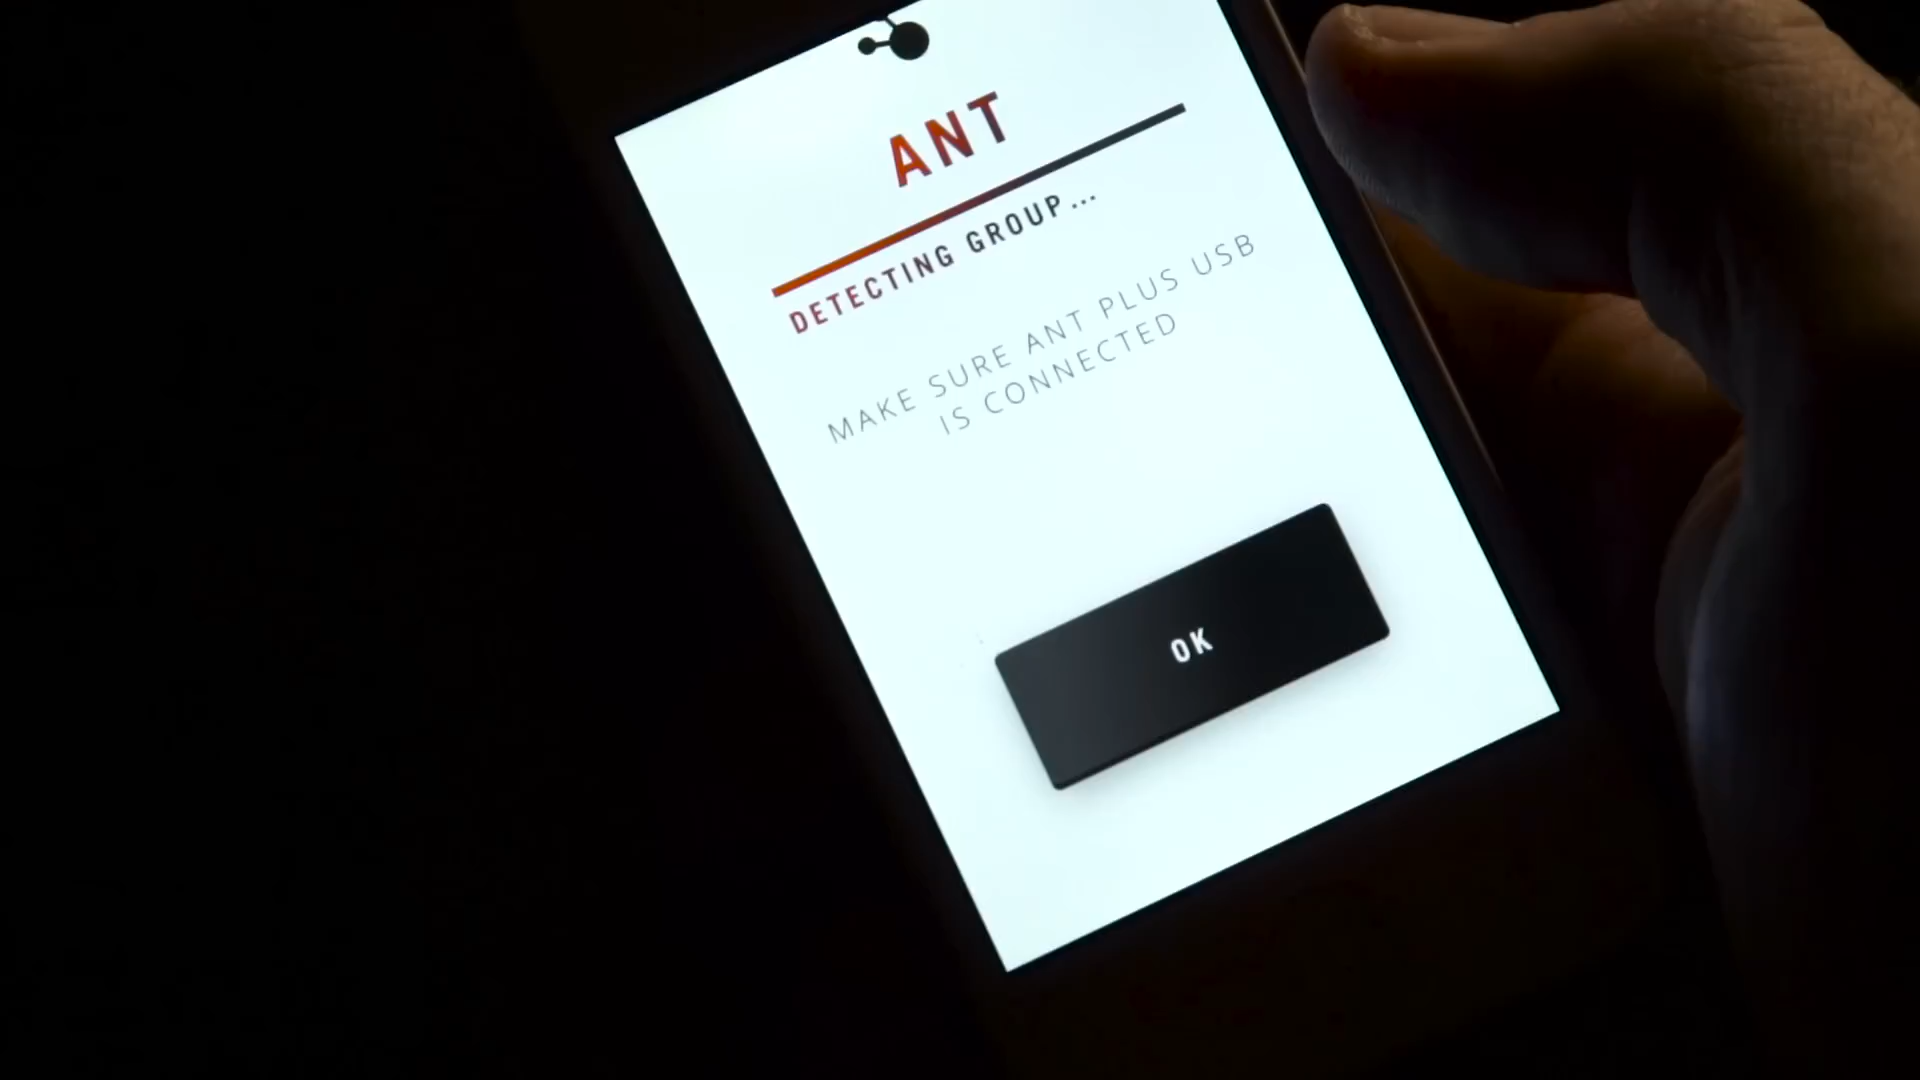 ANT
DETECTING GROUP...
MAKE SURE ANT PLUS USB
IS CONNECTED
OK